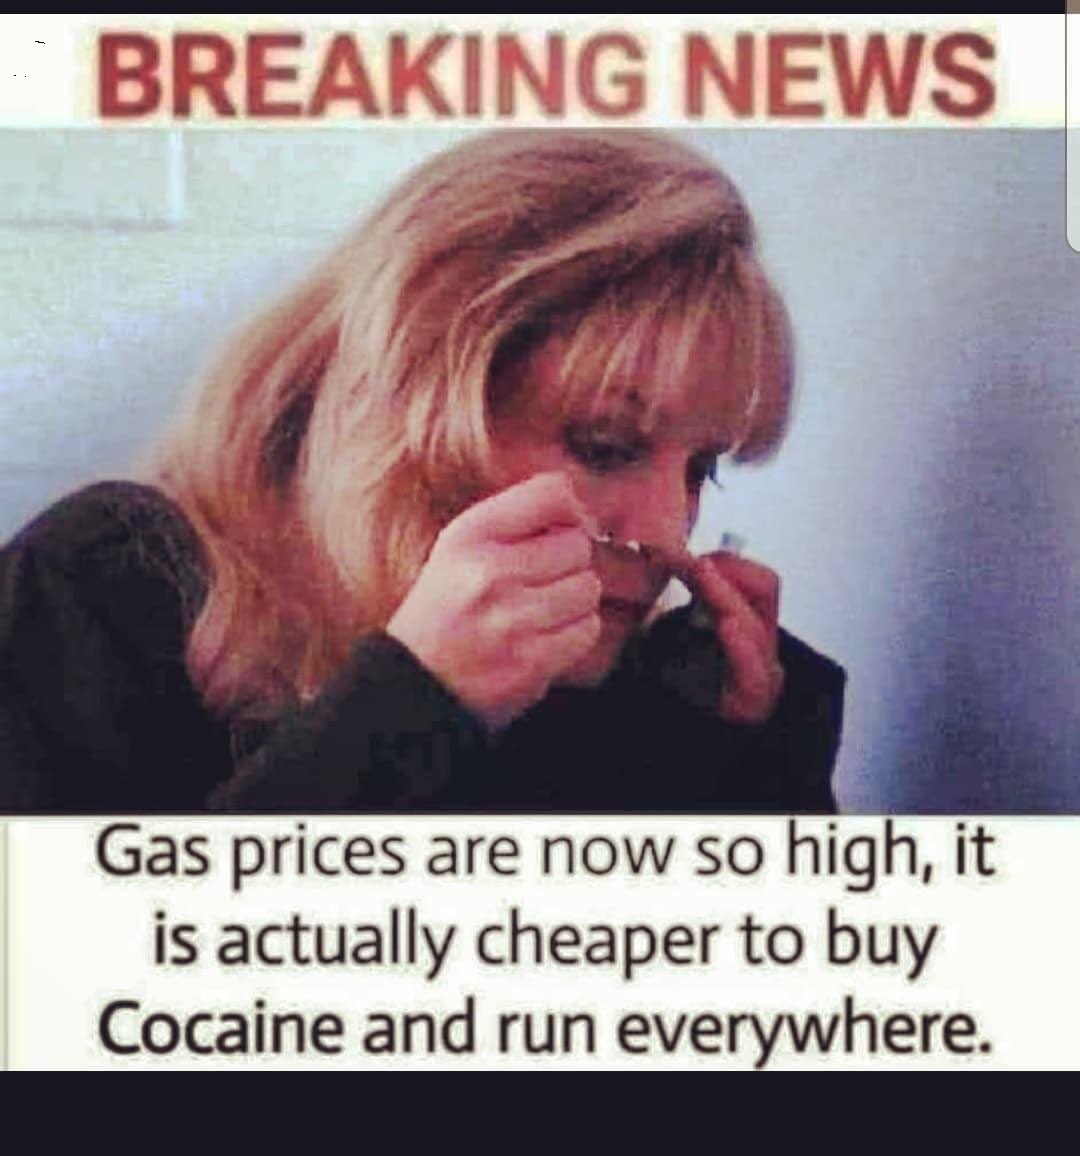 BREAKING NEWS
Gas prices are now so high, it
is actually cheaper to buy
Cocaine and run everywhere.